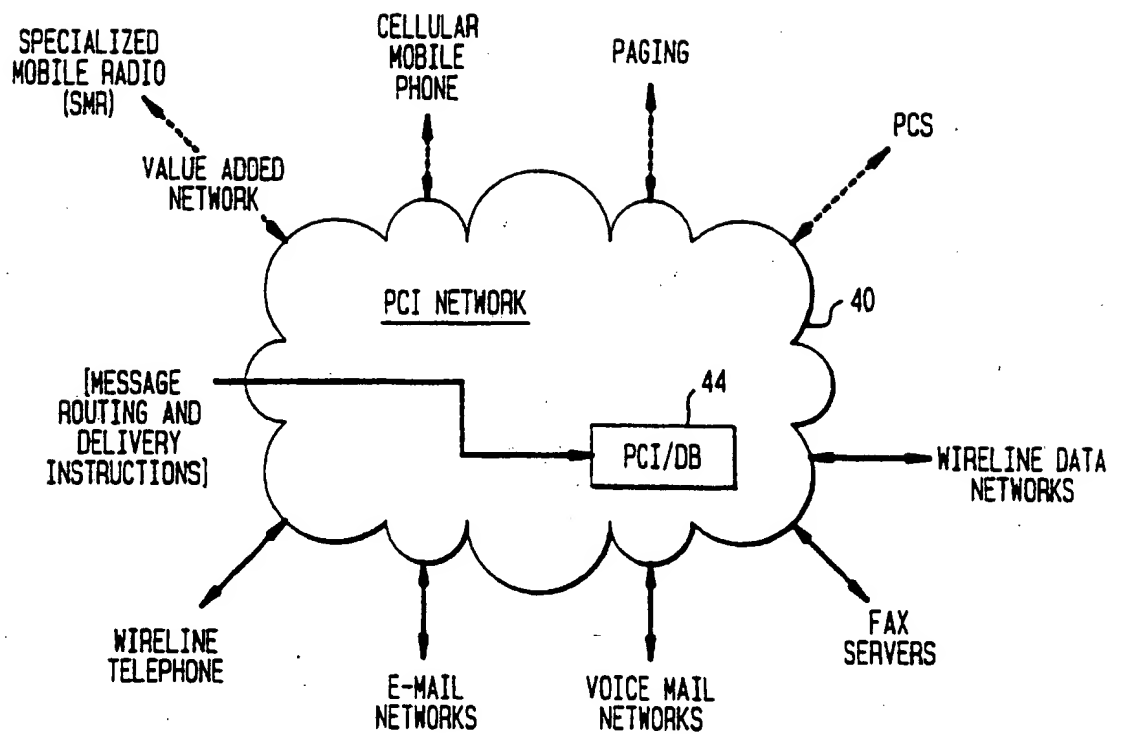 SPECIALIZED
MOBILE RADIO
(SMR)
CELLULAR
MOBILE
PHONE
PAGING
PCS
VALUE ADDED
NETWORK
PCI NETWORK
40
[MESSAGE
ROUTING AND
DELIVERY
INSTRUCTIONS]
44
PCI/DB
WIRELINE DATA
NETWORKS
WIRELINE
TELEPHONE
E-MAIL
NETWORKS
VOICE MAIL
NETWORKS
FAX
SERVERS